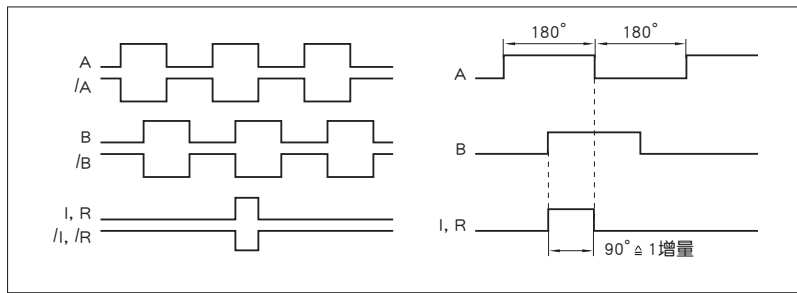 A
/A
B
/B
I, R
/I, /R
180° 180°
A
B
I, R
90° ≙ 1增量